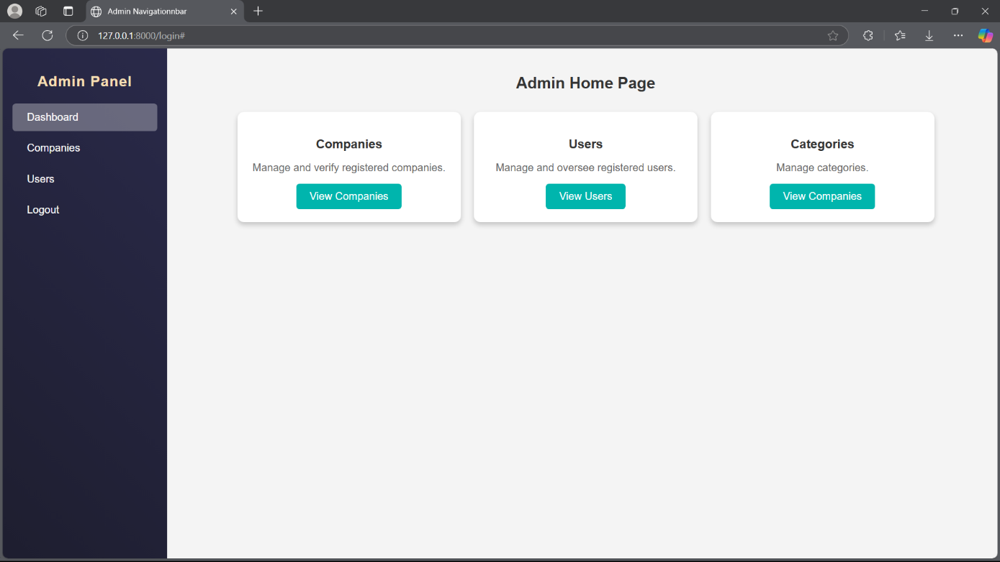 Admin Navigationnbar
127.0.0.1:8000/login#
Admin Panel
Dashboard
Companies
Users
Logout
Admin Home Page
Companies
Manage and verify registered companies.
View Companies
Users
Manage and oversee registered users.
View Users
Categories
Manage categories.
View Companies